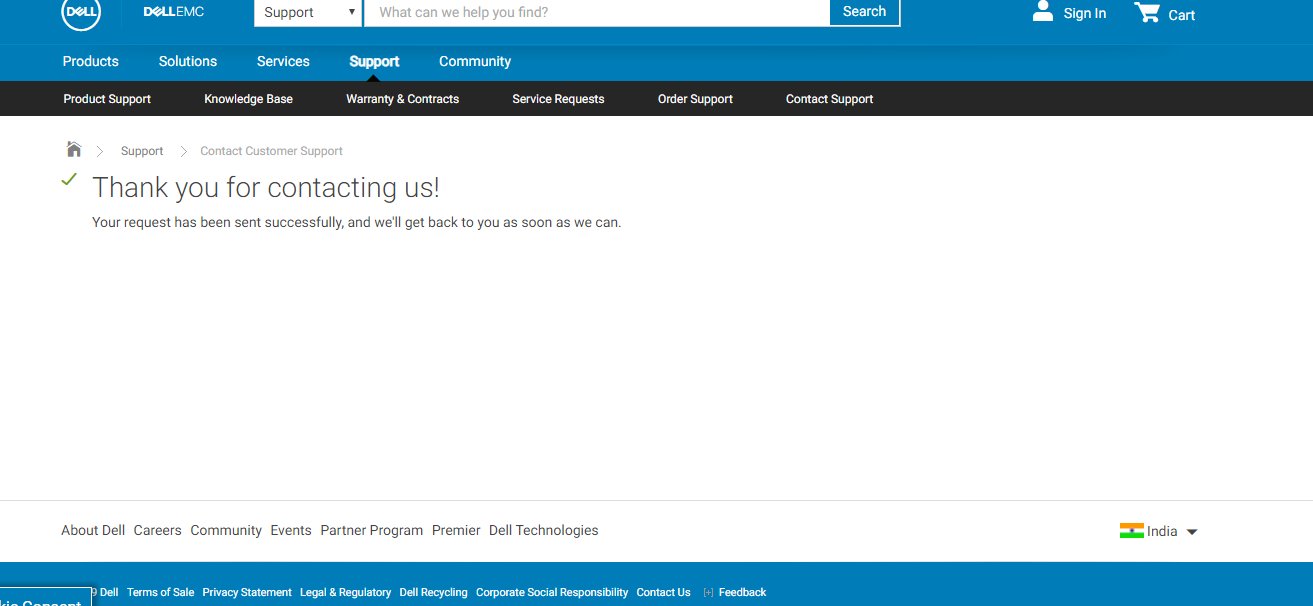 DELL DELLEMC Support What can we help you find? Search Sign In Cart
Products Solutions Services Support Community
Product Support Knowledge Base Warranty & Contracts Service Requests Order Support Contact Support
Support Contact Customer Support
Thank you for contacting us!
Your request has been sent successfully, and we'll get back to you as soon as we can.
About Dell Careers Community Events Partner Program Premier Dell Technologies India
9 Dell Terms of Sale Privacy Statement Legal & Regulatory Dell Recycling Corporate Social Responsibility Contact Us [+] Feedback
Consent